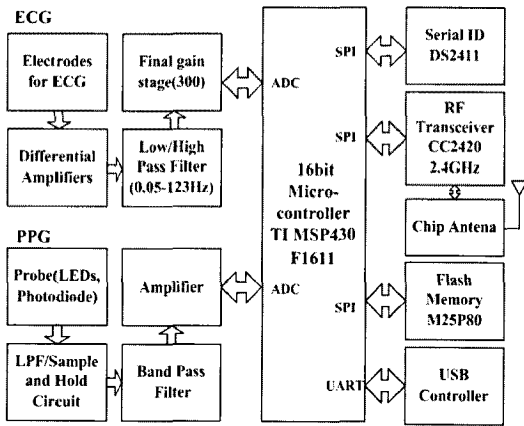 ECG
Electrodes
for ECG
Final gain
stage(300)
Differential
Amplifiers
Low/High
Pass Filter
(0.05-123Hz)
PPG
Probe(LEDs,
Photodiode)
Amplifier
LPF/Sample
and Hold
Circuit
Band Pass
Filter
ADC
ADC
16bit
Micro-
controller
TI MSP430
F1611
SPI
SPI
SPI
UART
Serial ID
DS2411
RF
Transceiver
CC2420
2.4GHz
Chip Antena
Flash
Memory
M25P80
USB
Controller